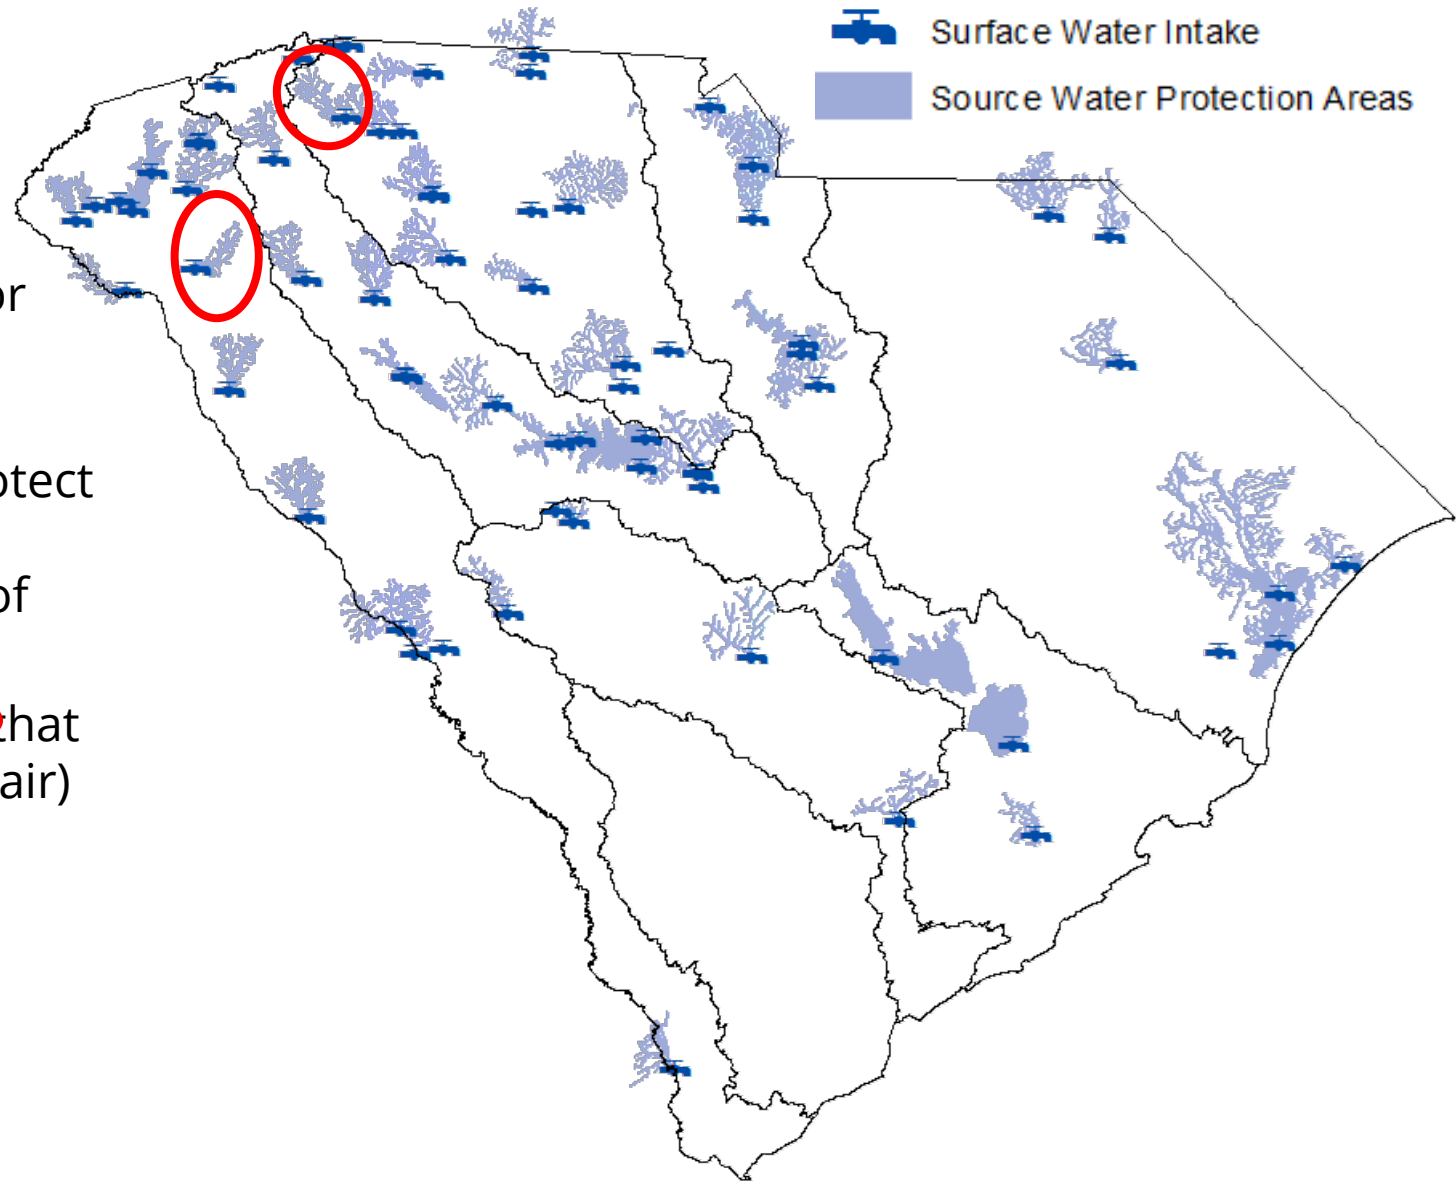 Surface Water Intake
Source Water Protection Areas
or
otect
of
that
air)